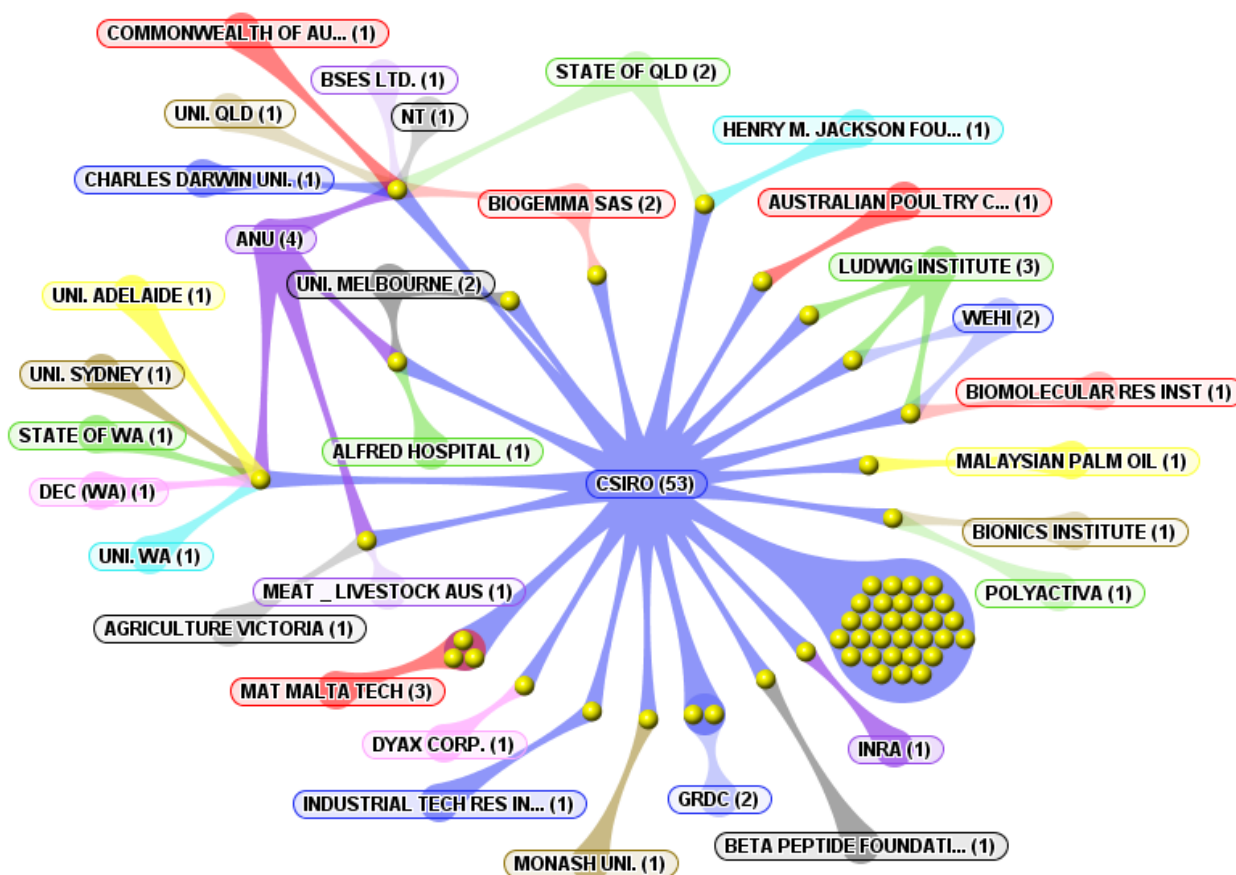 COMMONWEALTH OF AU... (1)
BSES LTD. (1)
STATE OF QLD (2)
UNI. QLD (1)
NT (1)
HENRY M. JACKSON FOU... (1)
CHARLES DARWIN UNI. (1)
BIOGEMMA SAS (2)
AUSTRALIAN POULTRY C... (1)
ANU (4)
LUDWIG INSTITUTE (3)
UNI. MELBOURNE (2)
UNI. ADELAIDE (1)
WEHI (2)
UNI. SYDNEY (1)
BIOMOLECULAR RES INST (1)
STATE OF WA (1)
ALFRED HOSPITAL (1)
MALAYSIAN PALM OIL (1)
CSIRO (53)
DEC (WA) (1)
BIONICS INSTITUTE (1)
UNI. WA (1)
MEAT _ LIVESTOCK AUS (1)
POLYACTIVA (1)
AGRICULTURE VICTORIA (1)
MAT MALTA TECH (3)
DYAX CORP. (1)
INRA (1)
INDUSTRIAL TECH RES IN... (1)
GRDC (2)
BETA PEPTIDE FOUNDATI... (1)
MONASH UNI. (1)